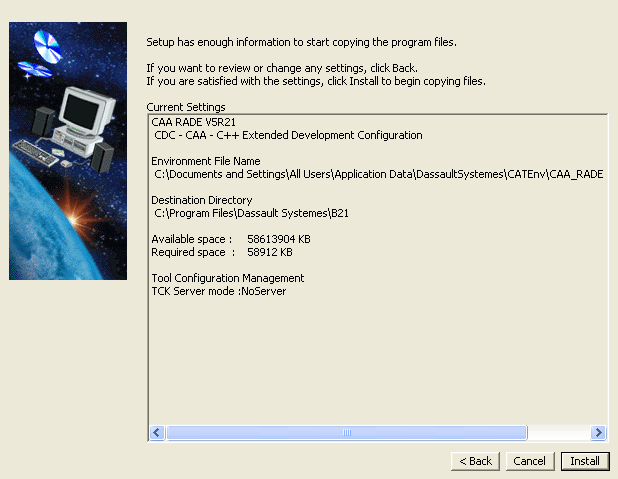 Setup has enough information to start copying the program files.
If you want to review or change any settings, click Back.
If you are satisfied with the settings, click Install to begin copying files.
Current Settings
CAA RADE V5R21
CDC - CAA - C++ Extended Development Configuration
Environment File Name
C:\Documents and Settings\All Users\Application Data\DassaultSystemes\CATEnv\CAA_RADE
Destination Directory
C:\Program Files\Dassault Systemes\B21
Available space : 58613904 KB
Required space : 58912 KB
Tool Configuration Management
TCK Server mode :NoServer
< Back Cancel Install